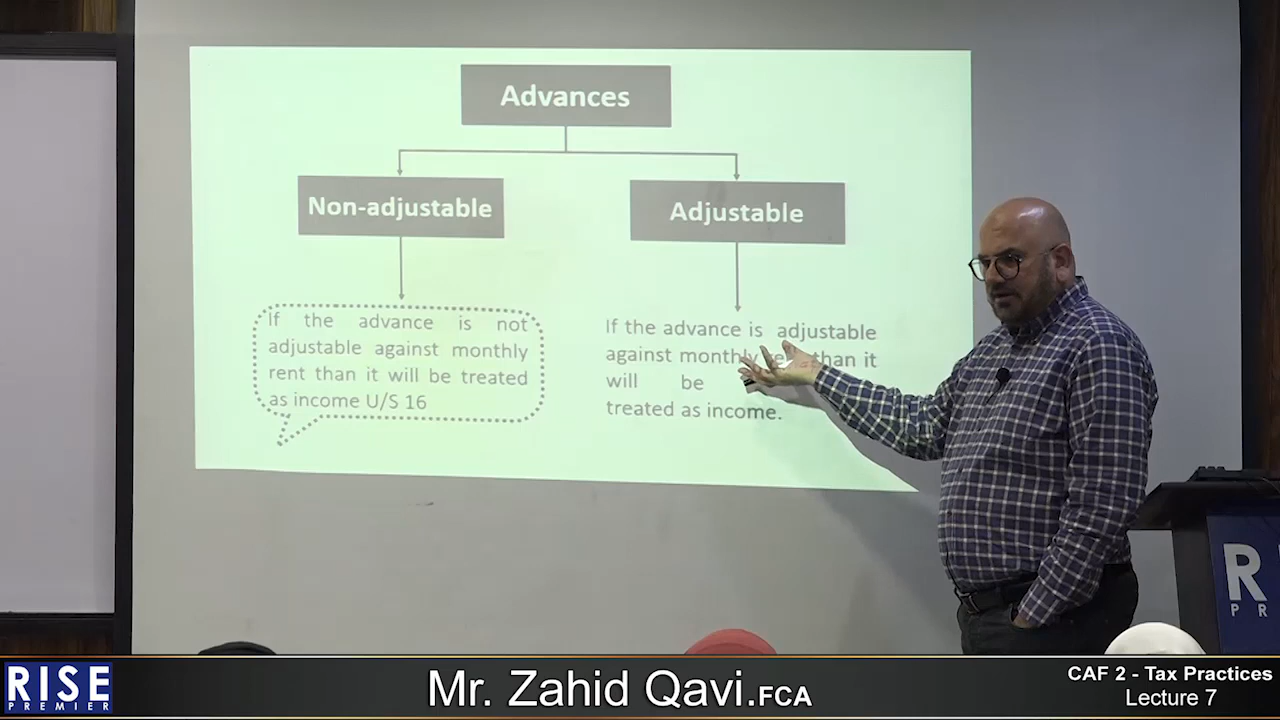 Advances
Non-adjustable
Adjustable
If the advance is not
adjustable against monthly
rent than it will be treated
as income U/S 16
If the advance is adjustable
against monthly than it
will be
treated as income.
R
P R
RISE
PREMIER
Mr. Zahid Qavi.FCA
CAF 2 - Tax Practices
Lecture 7